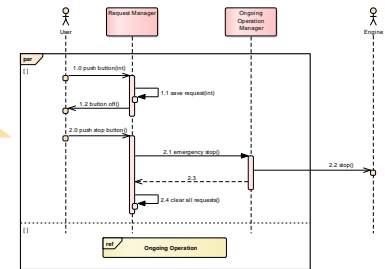 User
Request Manager
Ongoing
Operation
Manager
Engine
par
[ ]
1.0 push button(int)
1.1 save request(int)
1.2 button off()
2.0 push stop button()
2.1 emergency stop()
2.2 stop()
2.3
2.4 clear all requests()
[ ]
ref
Ongoing Operation